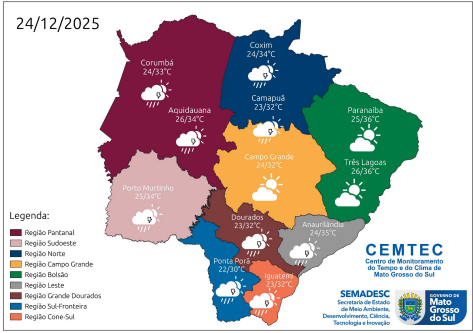 24/12/2025
Coxim
24/34°C
Corumbá
24/33°C
Camapuã
23/32°C
Aquidauana
26/34°C
Paranaíba
25/36°C
Campo Grande
24/32°C
Três Lagoas
26/36°C
Porto Murtinho
25/34°C
Legenda:
Região Pantanal
Região Sudoeste
Região Norte
Região Campo Grande
Região Bolsão
Região Leste
Região Grande Dourados
Região Sul-Fronteira
Região Cone-Sul
Dourados
23/32°C
Anaurilândia
24/35°C
Ponta Porã
22/30°C
Iguatemi
23/32°C
CEMTEC
Centro de Monitoramento
do Tempo e do Clima de
Mato Grosso do Sul
SEMADESC
Secretaria de Estado
de Meio Ambiente,
Desenvolvimento, Ciência,
Tecnologia e Inovação
GOVERNO DE
Mato
Grosso
do Sul